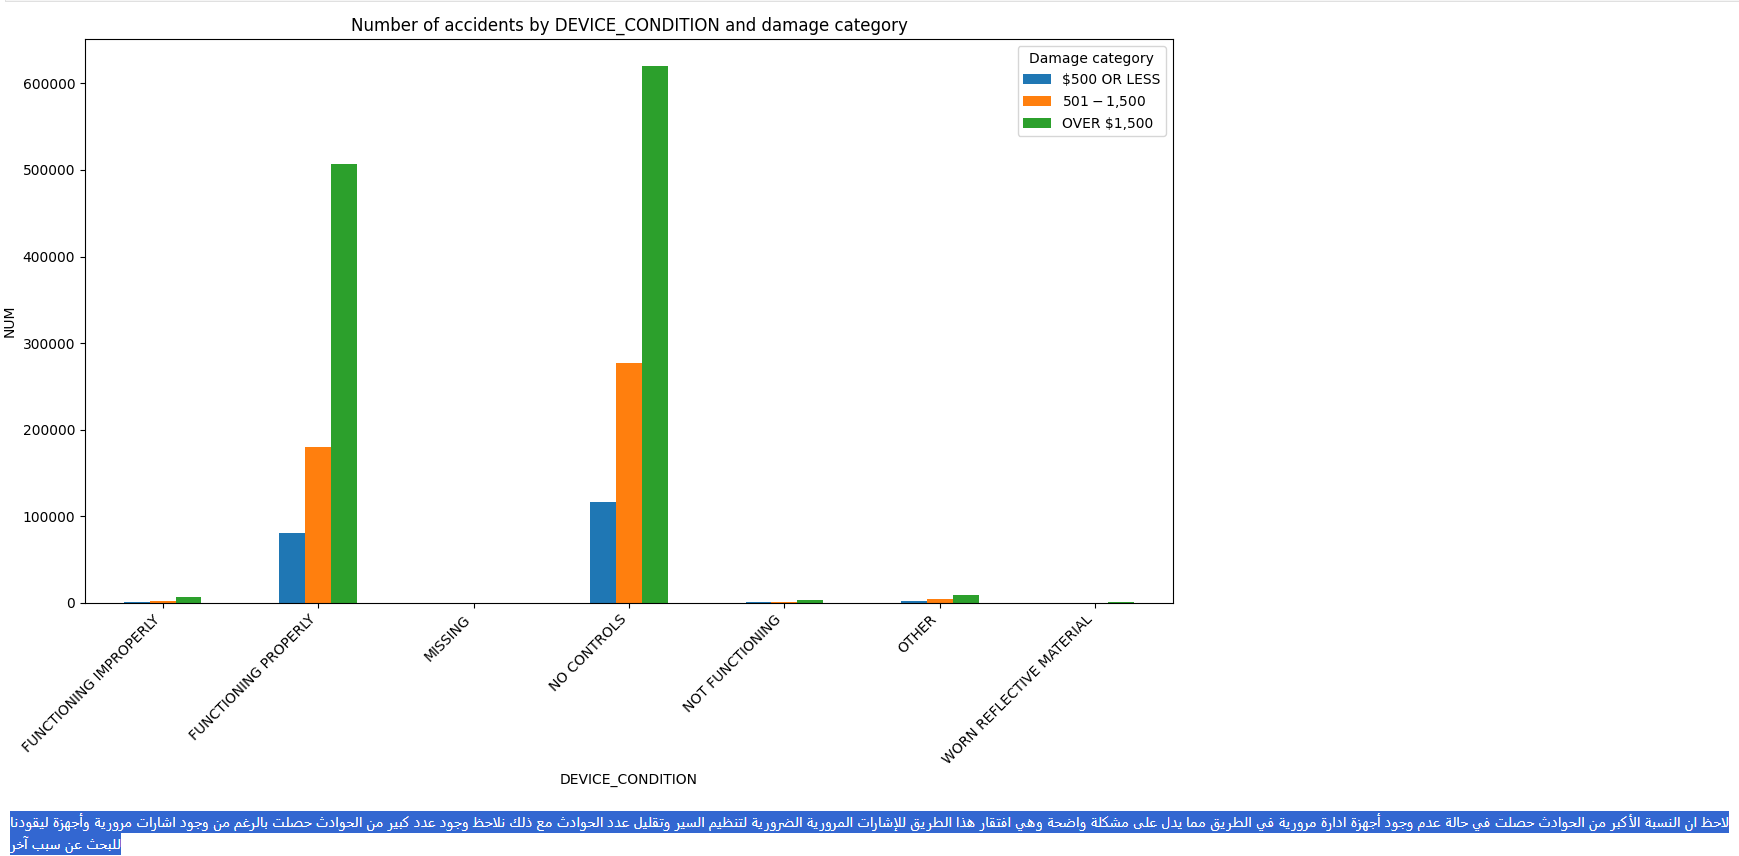 Number of accidents by DEVICE_CONDITION and damage category
Damage category
$500 OR LESS
501 − 1,500
OVER $1,500
600000
500000
400000
300000
200000
100000
0
NUM
FUNCTIONING IMPROPERLY
FUNCTIONING PROPERLY
MISSING
NO CONTROLS
NOT FUNCTIONING
OTHER
WORN REFLECTIVE MATERIAL
DEVICE_CONDITION
لاحظ ان النسبة الأكبر من الحوادث حصلت في حالة عدم وجود أجهزة ادارة مرورية في الطريق مما يدل على مشكلة واضحة وهي افتقار هذا الطريق للإشارات المرورية الضرورية لتنظيم السير وتقليل عدد الحوادث مع ذلك نلاحظ وجود عدد كبير من الحوادث حصلت بالرغم من وجود اشارات مرورية وأجهزة ليقودنا
للبحث عن سبب آخر